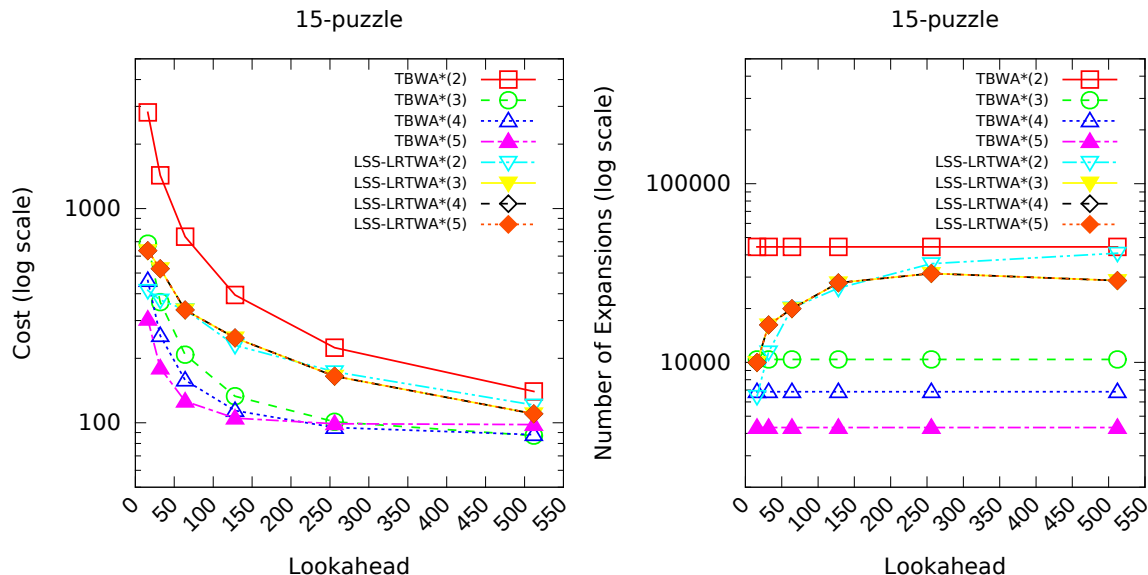 15-puzzle
Cost (log scale)
1000
100
TBWA*(2)
TBWA*(3)
TBWA*(4)
TBWA*(5)
LSS-LRTWA*(2)
LSS-LRTWA*(3)
LSS-LRTWA*(4)
LSS-LRTWA*(5)
0 50 100 150 200 250 300 350 400 450 500 550
Lookahead
15-puzzle
Number of Expansions (log scale)
100000
10000
TBWA*(2)
TBWA*(3)
TBWA*(4)
TBWA*(5)
LSS-LRTWA*(2)
LSS-LRTWA*(3)
LSS-LRTWA*(4)
LSS-LRTWA*(5)
0 50 100 150 200 250 300 350 400 450 500 550
Lookahead